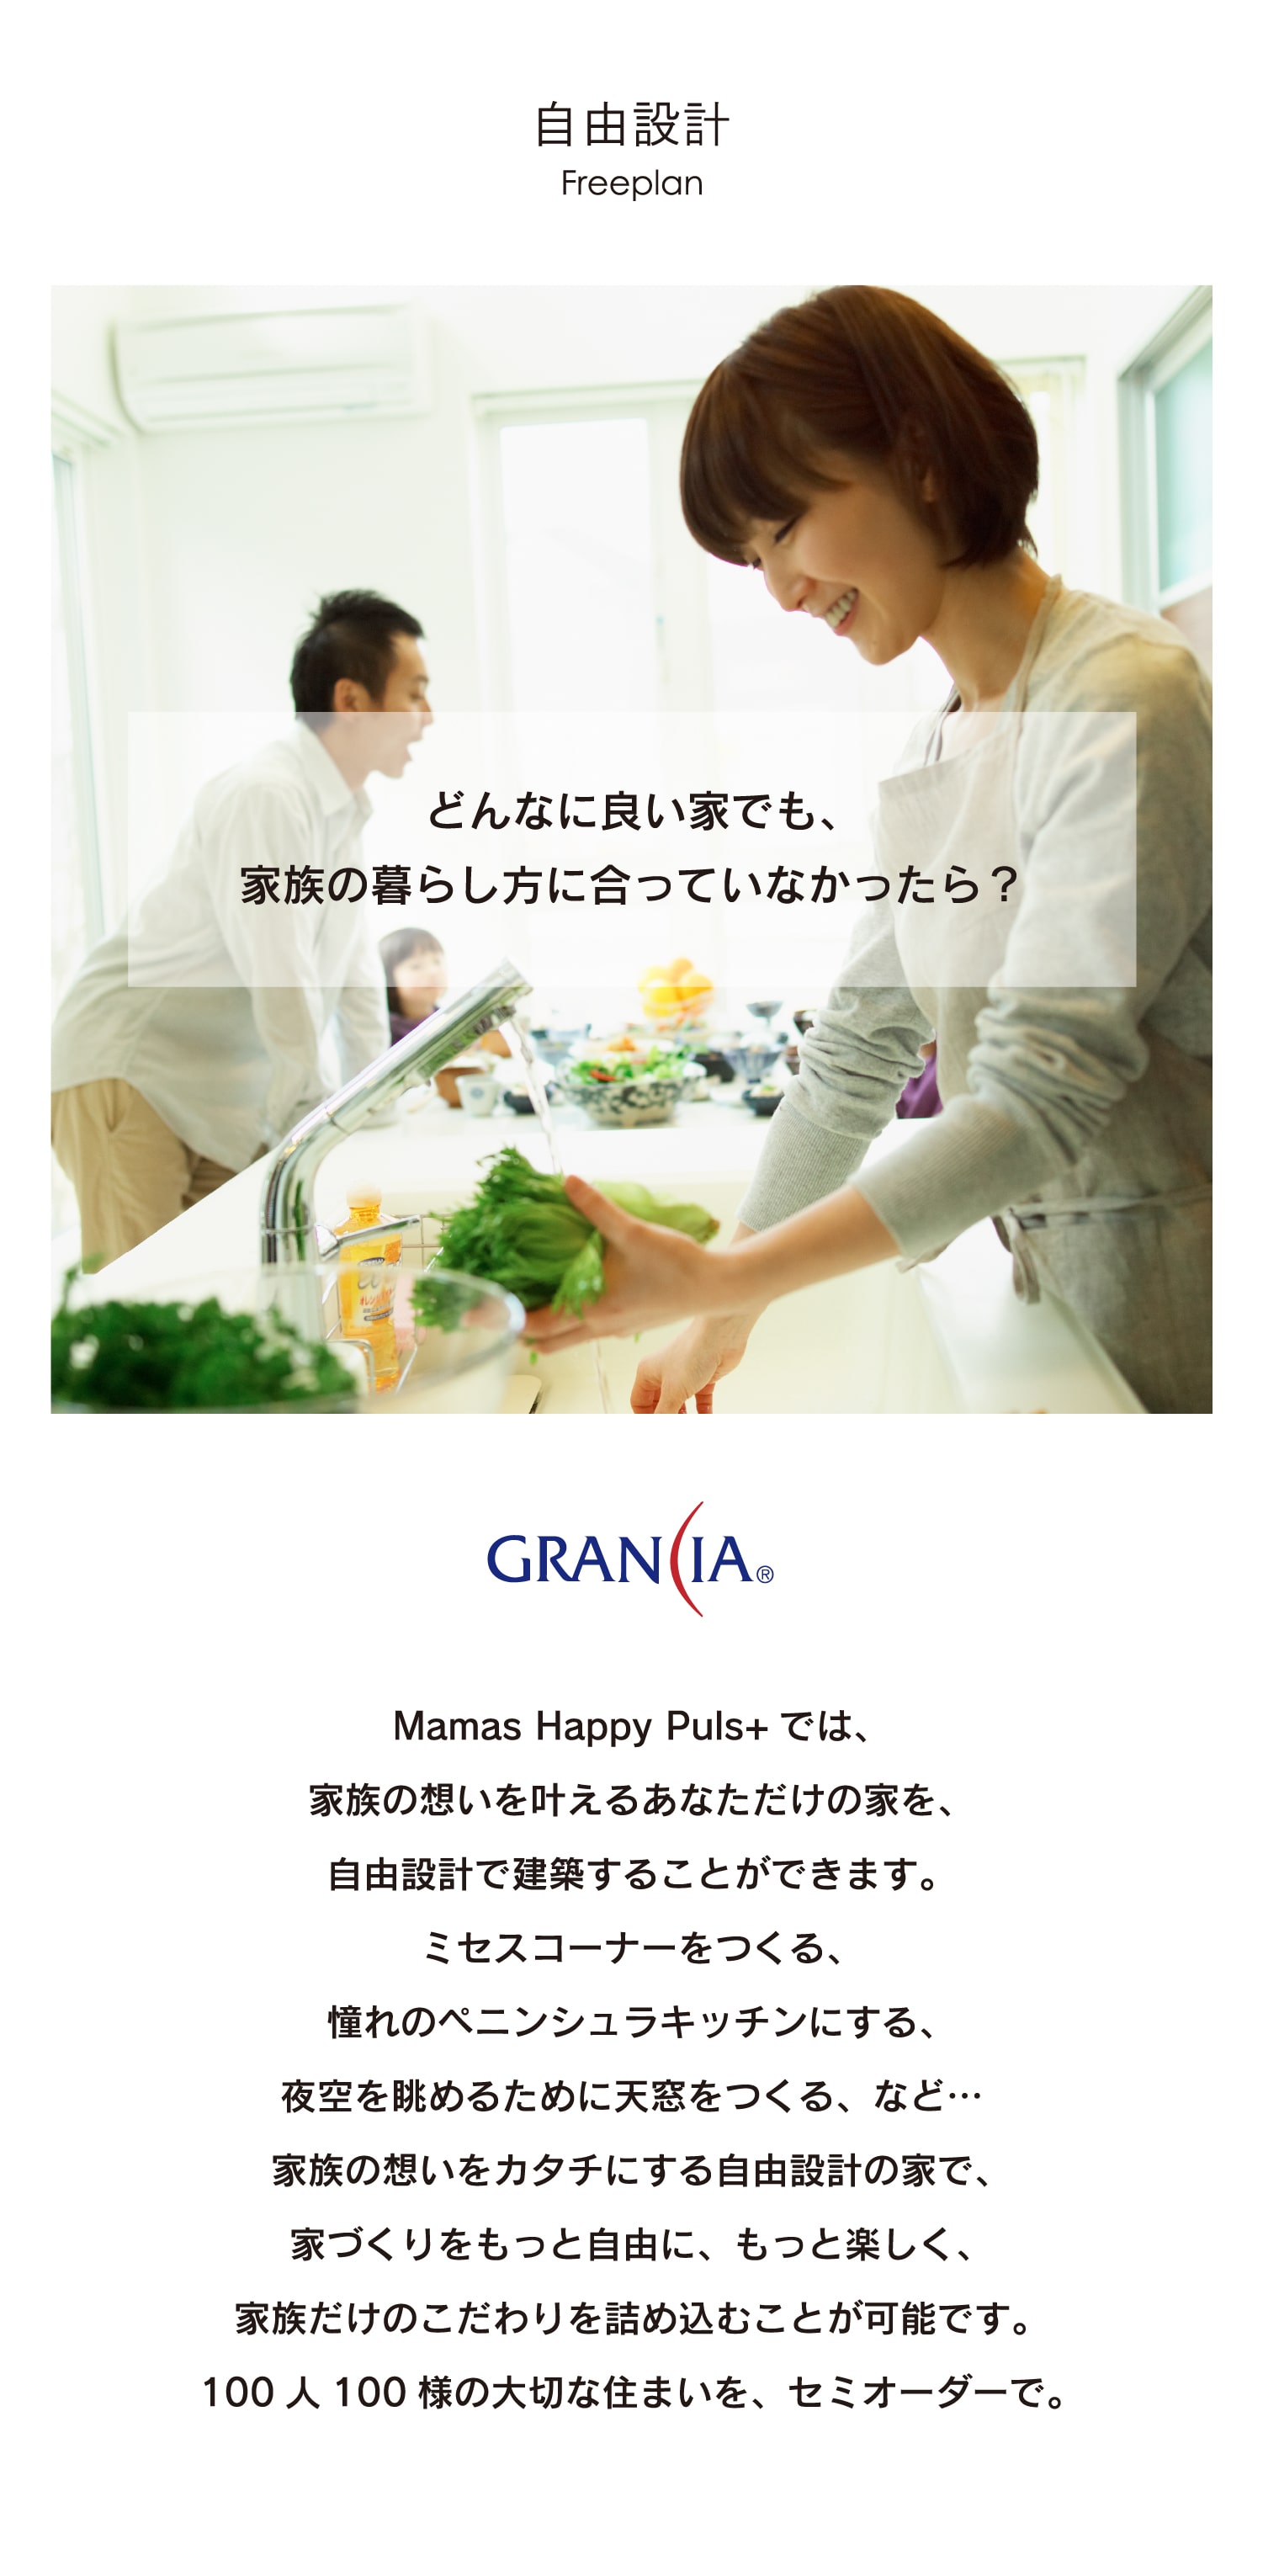 自由設計
Freeplan
どんなに良い家でも、
家族の暮らし方に合っていなかったら？
GRANCIA®
Mamas Happy Puls+ では、
家族の想いを叶えるあなただけの家を、
自由設計で建築することができます。
ミセスコーナーをつくる、
憧れのペニンシュラキッチンにする、
夜空を眺めるために天窓をつくる、など…
家族の想いをカタチにする自由設計の家で、
家づくりをもっと自由に、もっと楽しく、
家族だけのこだわりを詰め込むことが可能です。
100 人 100 様の大切な住まいを、セミオーダーで。